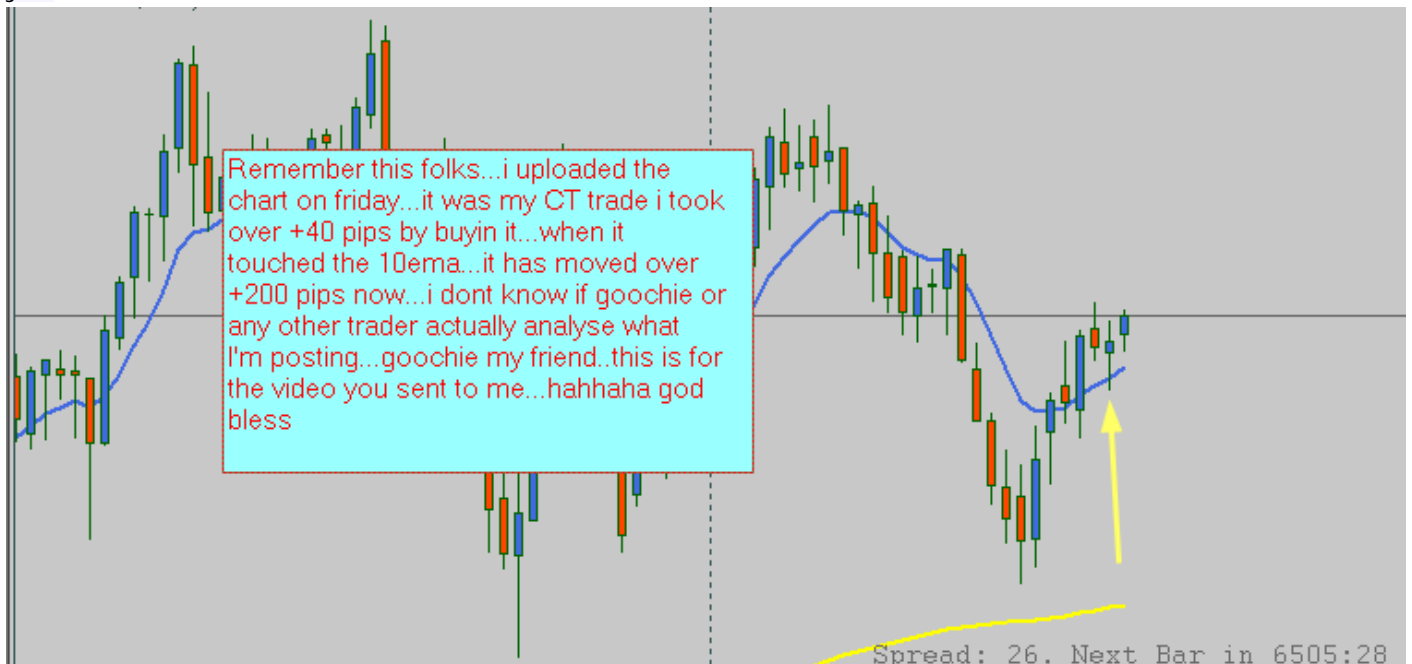 Remember this folks...i uploaded the
chart on friday...it was my CT trade i took
over +40 pips by buyin it...when it
touched the 10ema...it has moved over
+200 pips now...i dont know if goochie or
any other trader actually analyse what
I'm posting...goochie my friend..this is for
the video you sent to me...hahhaha god
bless
Spread: 26. Next Bar in 6505:28